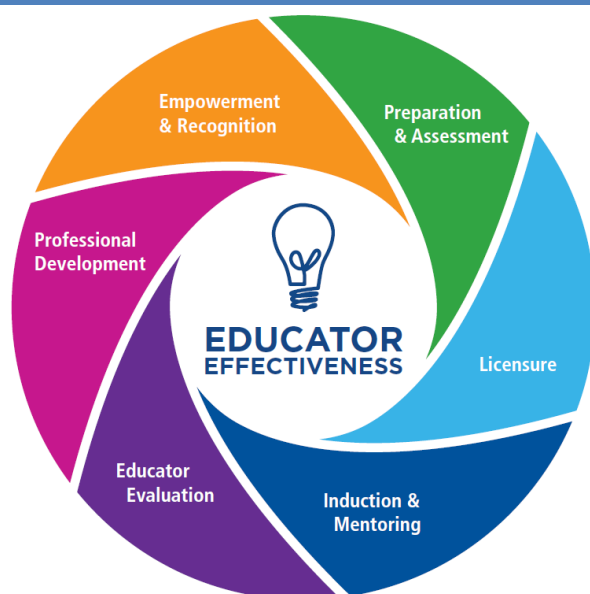 Empowerment
& Recognition
Preparation
& Assessment
Professional
Development
EDUCATOR
EFFECTIVENESS
Licensure
Educator
Evaluation
Induction &
Mentoring